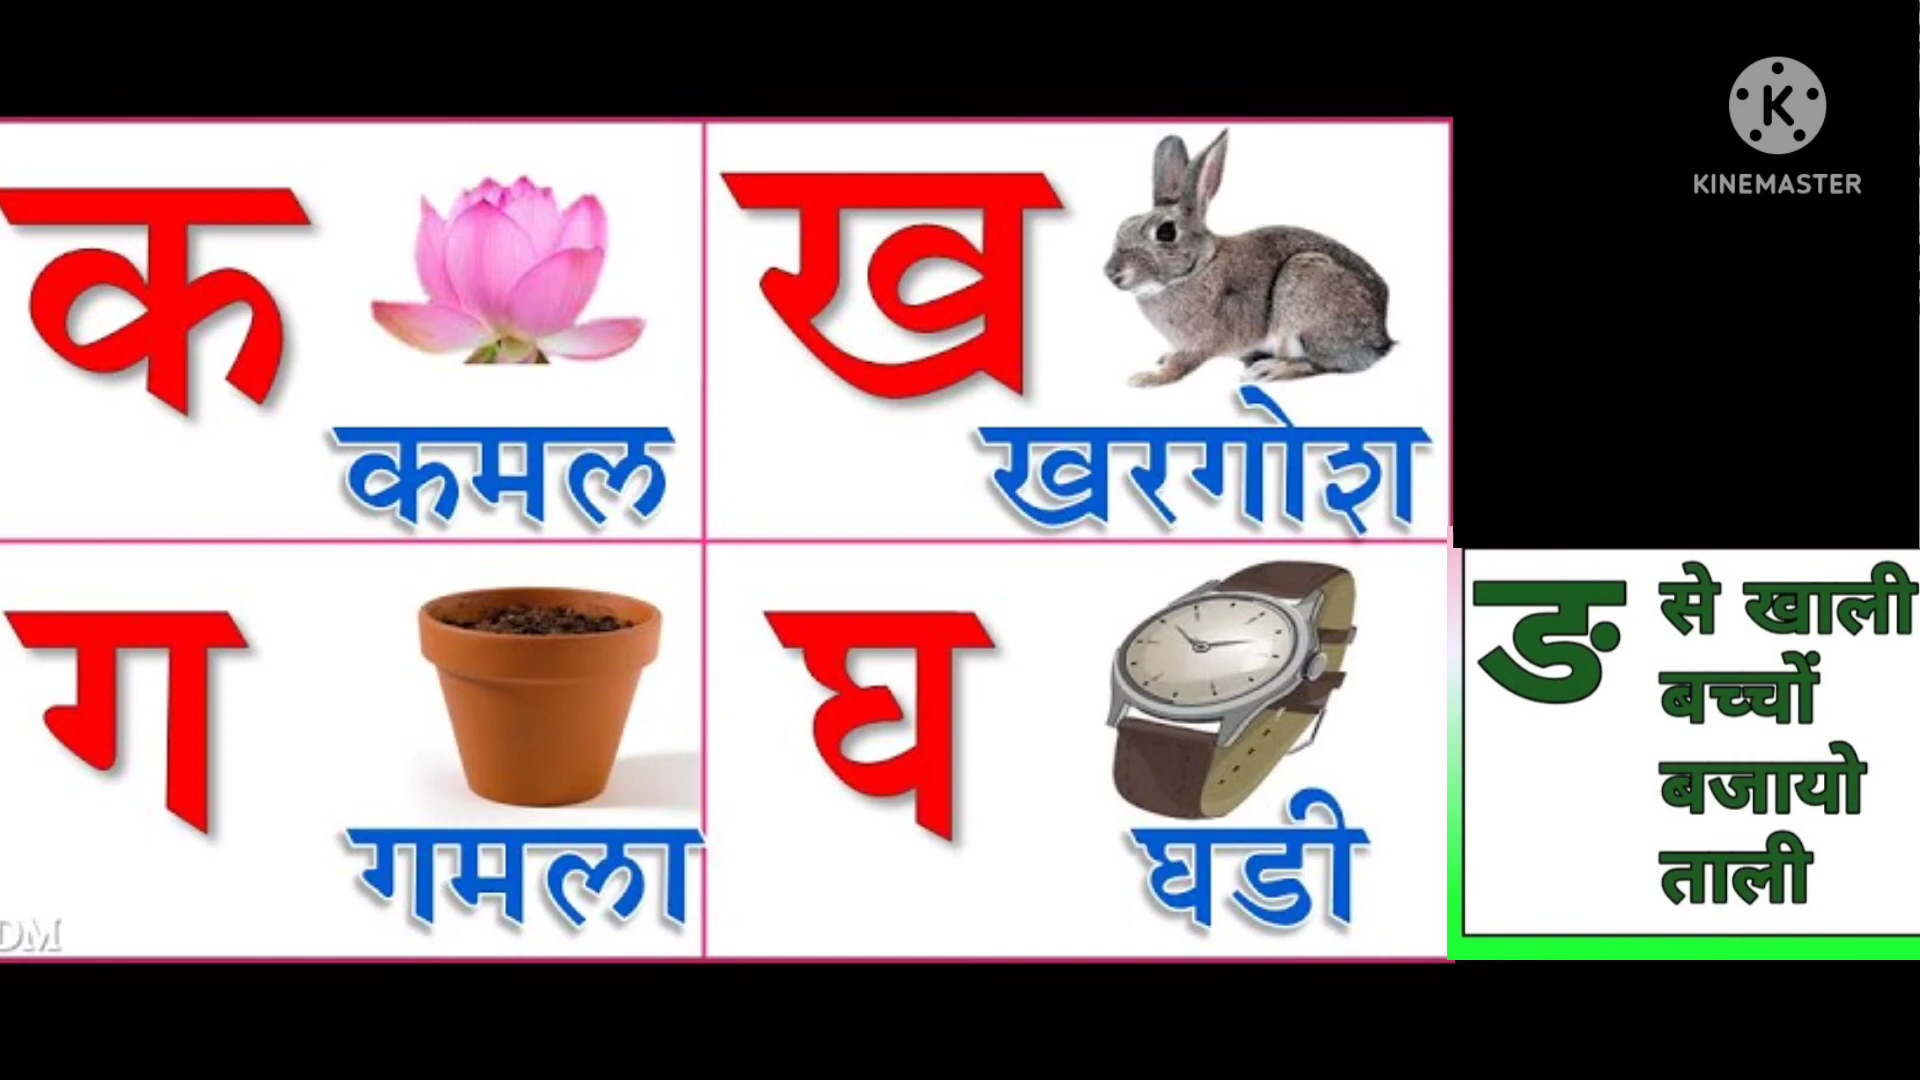 क
कमल
ख
खरगोश
KINEMASTER
ग
गमला
घ
घडी
ङ
से खाली
बच्चों
बजायो
ताली
DM